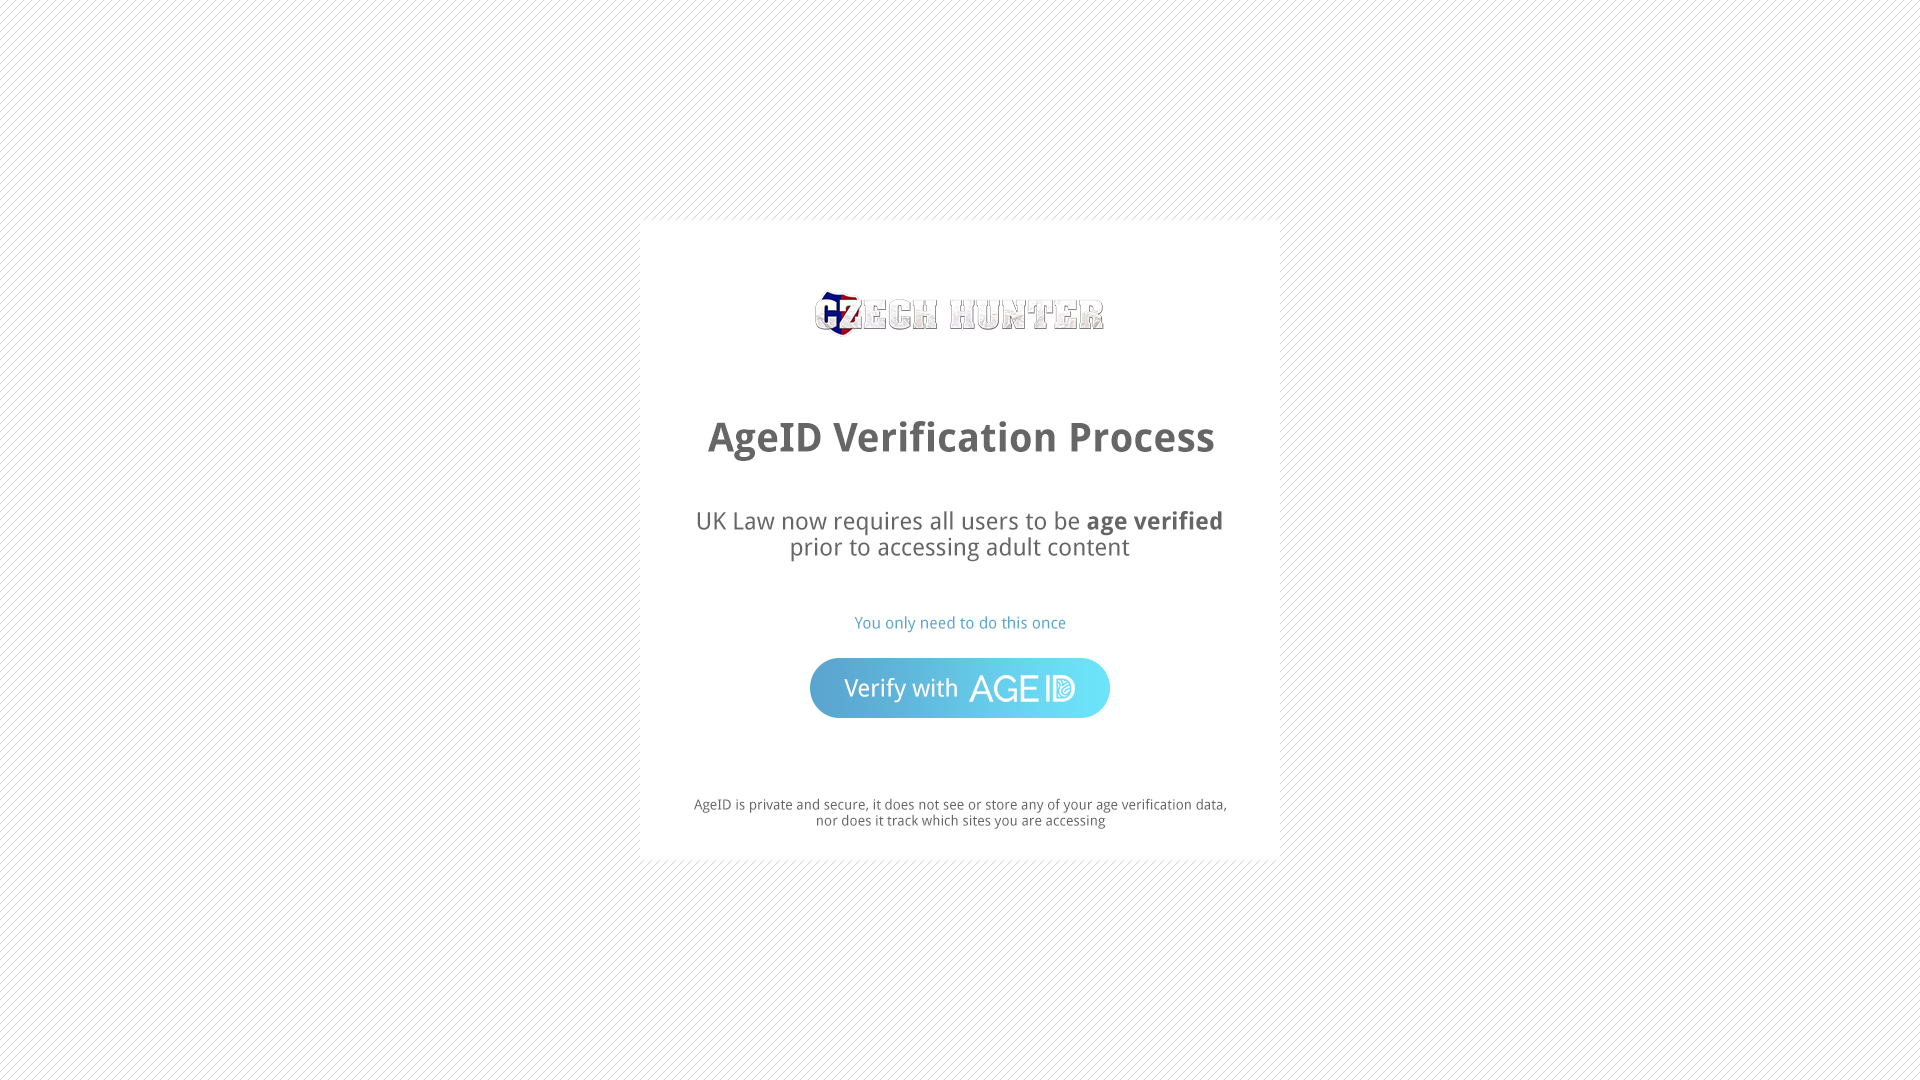 CZECH HUNTER
AgeID Verification Process
UK Law now requires all users to be age verified
prior to accessing adult content
You only need to do this once
Verify with AGE ID
AgeID is private and secure, it does not see or store any of your age verification data,
nor does it track which sites you are accessing